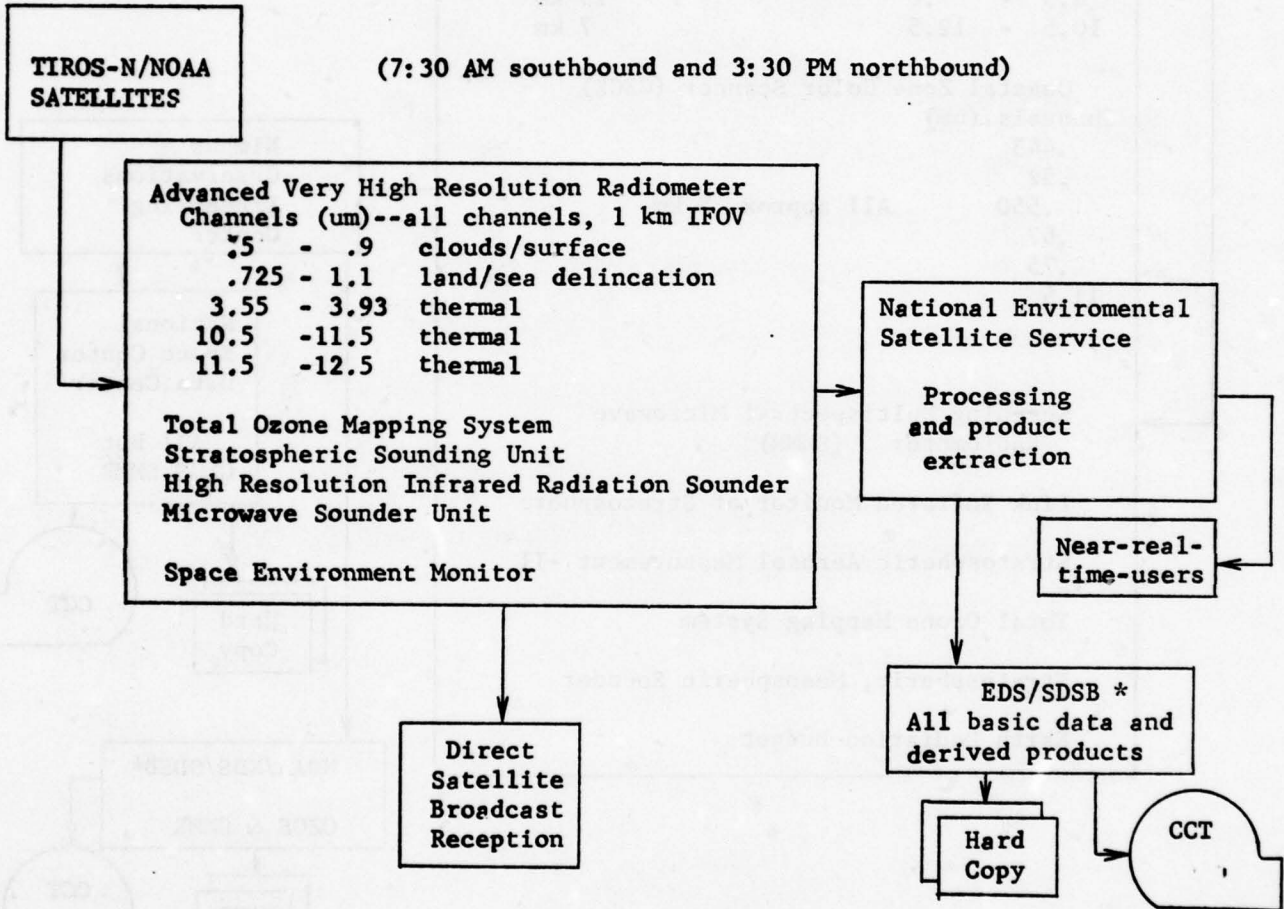 TIROS-N/NOAA
SATELLITES
(7:30 AM southbound and 3:30 PM northbound)
Advanced Very High Resolution Radiometer
Channels (um)--all channels, 1 km IFOV
.5 - .9 clouds/surface
.725 - 1.1 land/sea delincation
3.55 - 3.93 thermal
10.5 -11.5 thermal
11.5 -12.5 thermal
Total Ozone Mapping System
Stratospheric Sounding Unit
High Resolution Infrared Radiation Sounder
Microwave Sounder Unit
Space Environment Monitor
National Enviromental
Satellite Service
Processing
and product
extraction
Near-real-
time-users
Direct
Satellite
Broadcast
Reception
EDS/SDSB *
All basic data and
derived products
Hard
Copy
CCT